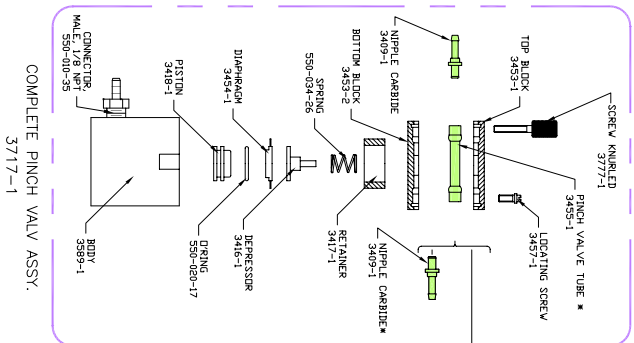 SCREW KNURLED
3777-1
TOP BLOCK
3453-1
PINCH VALVE TUBE *
3455-1
LOCATING SCREW
3457-1
NIPPLE CARBIDE
3409-1
NIPPLE CARBIDE*
3409-1
BOTTOM BLOCK
3453-2
RETAINER
3417-1
SPRING
550-034-26
DEPRESSOR
3416-1
DIAPHRAGM
3454-1
O-RING
550-020-17
PISTON
3418-1
BODY
3589-1
CONNECTOR,
MALE, 1/8 NPT
550-010-35
COMPLETE PINCH VALV ASSY.
3717-1